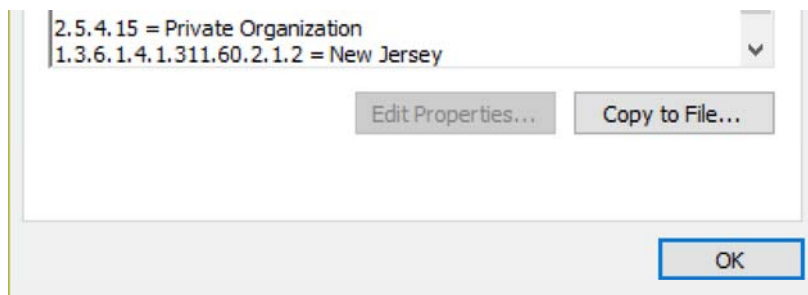 2.5.4.15 = Private Organization
1.3.6.1.4.1.311.60.2.1.2 = New Jersey
Edit Properties... Copy to File...
OK